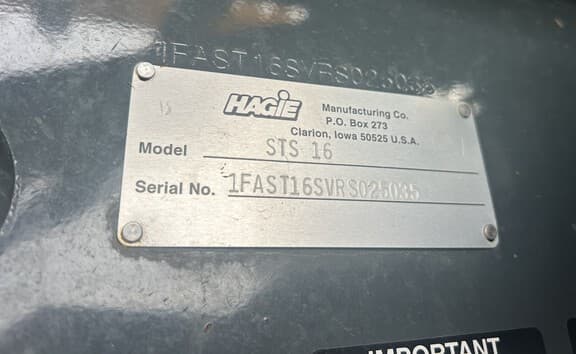 1FAST16SVRS025035
HAGIE
Manufacturing Co.
P.O. Box 273
Clarion, Iowa 50525 U.S.A.
Model STS 16
Serial No. 1FAST16SVRS025035
IMPORTANT